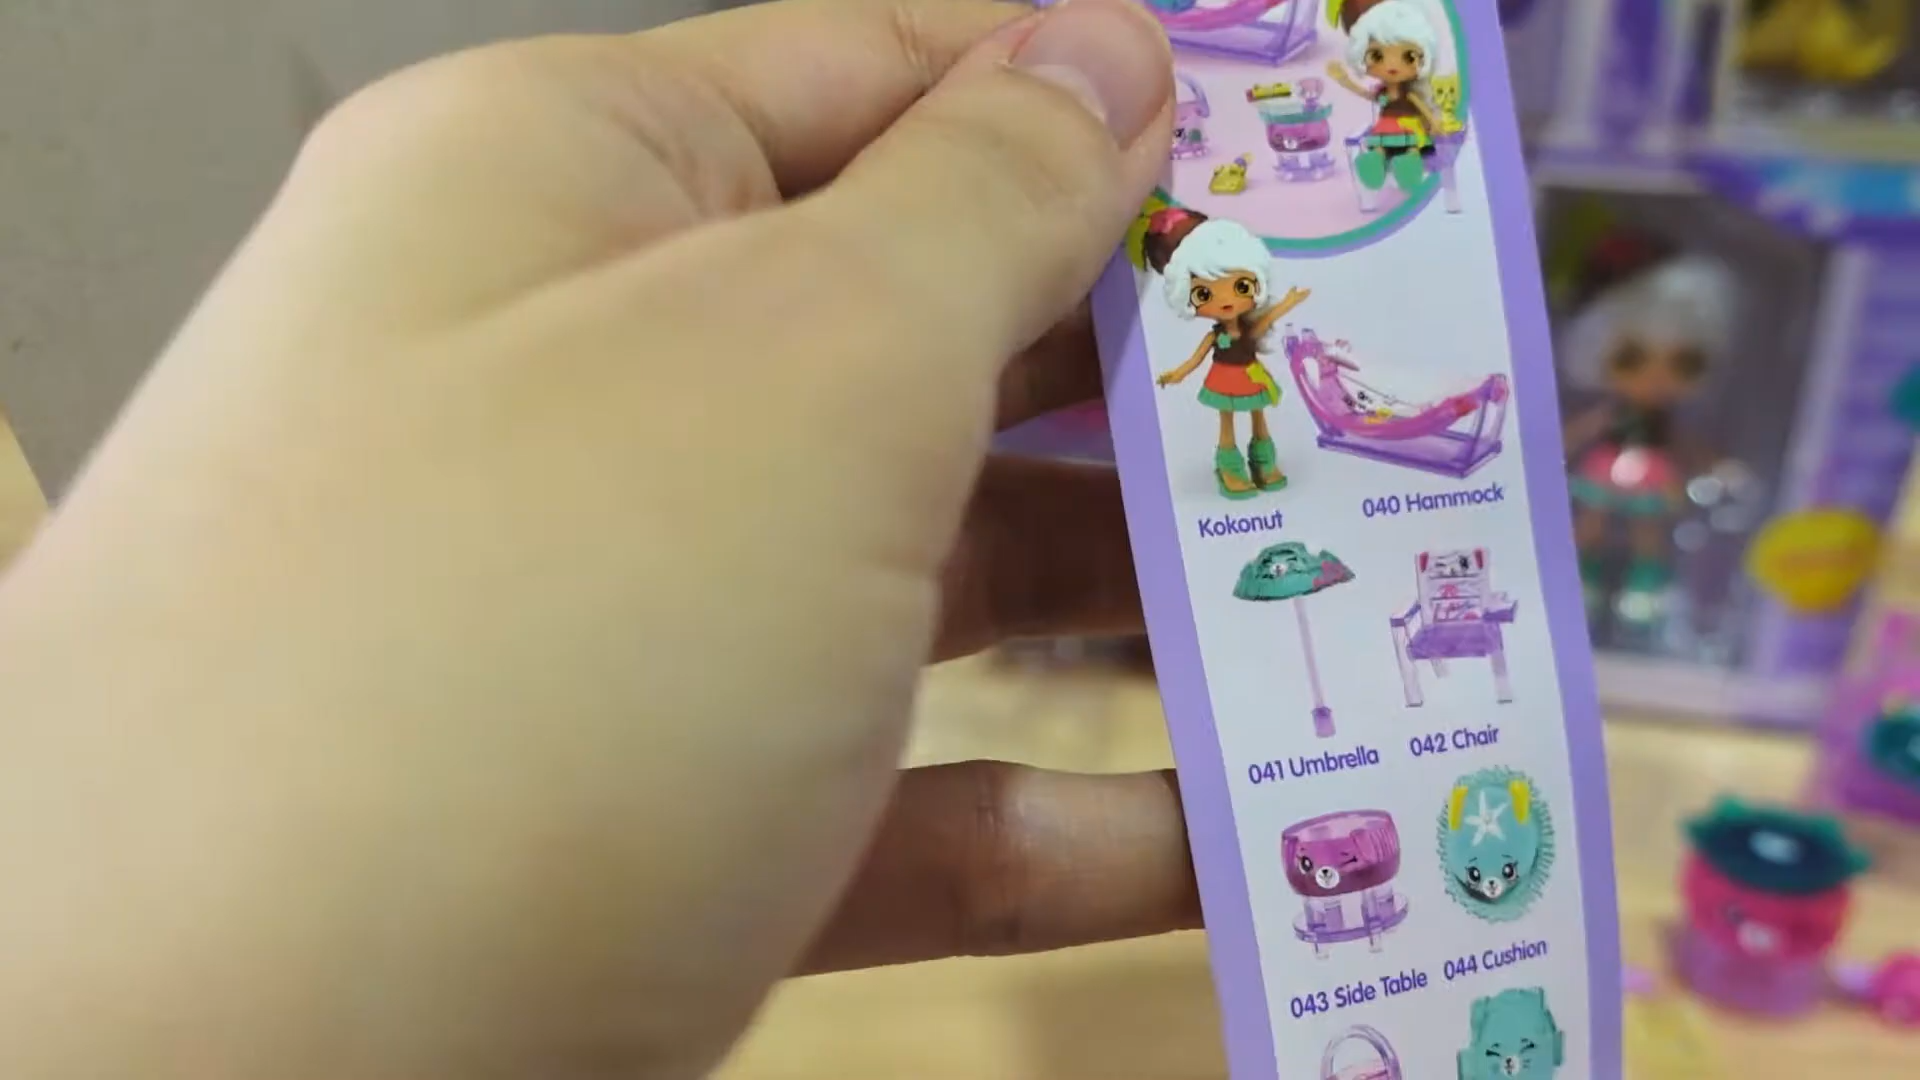 Kokonut
040 Hammock
041 Umbrella
042 Chair
043 Side Table
044 Cushion